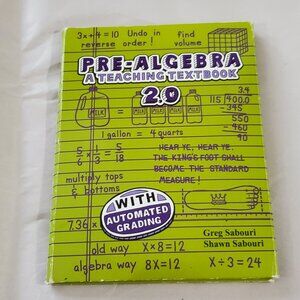 3x+4=10 Undo in
reverse order!
find
volume
PRE-ALGEBRA
A TEACHING TEXTBOOK
2.0
MILK
= MILK
1 gallon = 4 quarts
3.4
115 400.0
-345
550
-460
90
5/6 × 1/3 = 5/18
multiply tops
& bottoms
HEAR YE, HEAR YE.
THE KING'S FOOT SHALL
BECOME THE STANDARD
MEASURE!
7.36 x
WITH
AUTOMATED
GRADING
old way X×8=12
algebra way 8X=12
X÷3=24
Greg Sabouri
Shawn Sabouri